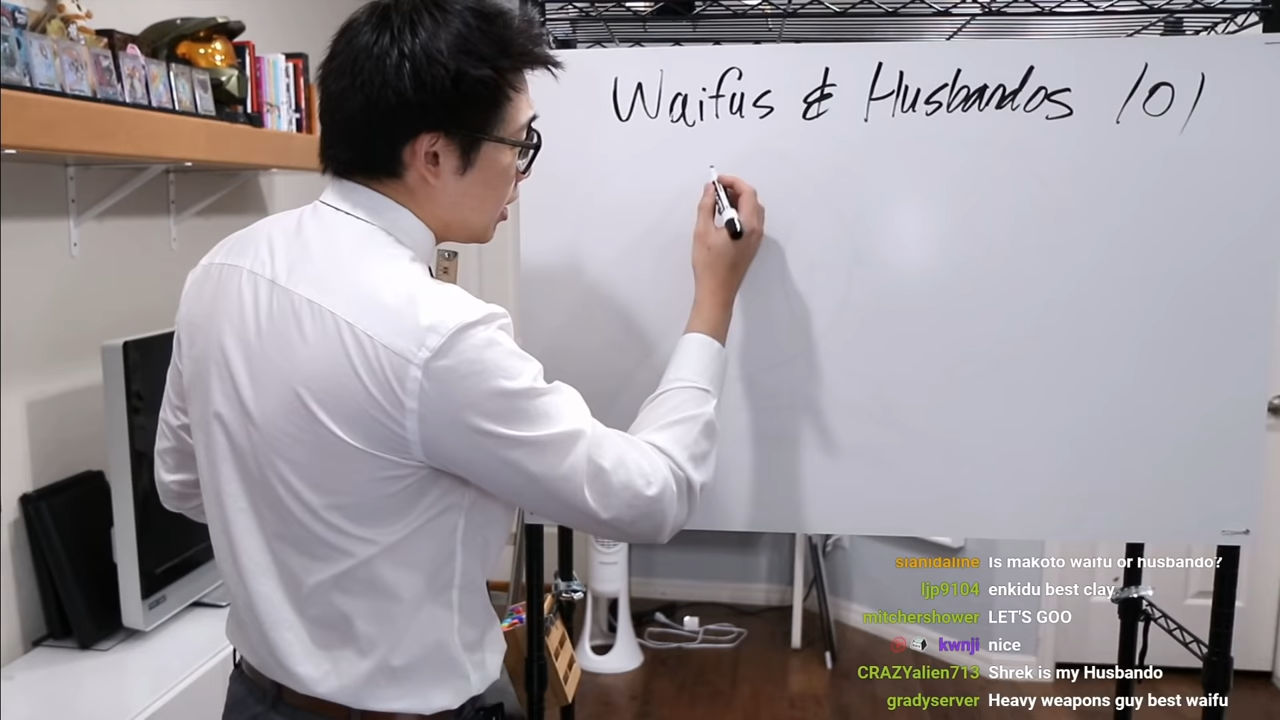 Waifus & Husbandos 101
sianidaline Is makoto waifu or husbando?
ljp9104 enkidu best clay
mitchershower LET'S GOO
kwnji nice
CRAZYalien713 Shrek is my Husbando
gradyserver Heavy weapons guy best waifu